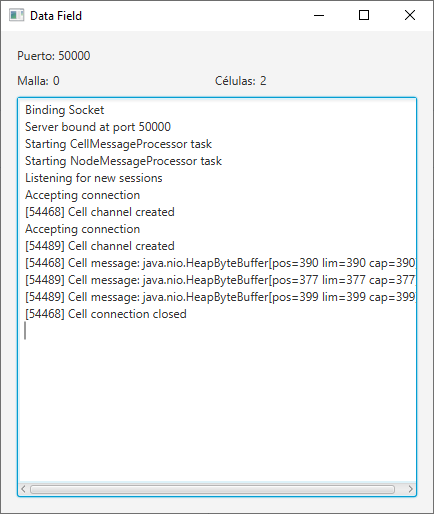 Data Field
Puerto: 50000
Malla: 0 Células: 2
Binding Socket
Server bound at port 50000
Starting CellMessageProcessor task
Starting NodeMessageProcessor task
Listening for new sessions
Accepting connection
[54468] Cell channel created
Accepting connection
[54489] Cell channel created
[54468] Cell message: java.nio.HeapByteBuffer[pos=390 lim=390 cap=390
[54489] Cell message: java.nio.HeapByteBuffer[pos=377 lim=377 cap=377
[54489] Cell message: java.nio.HeapByteBuffer[pos=399 lim=399 cap=399
[54468] Cell connection closed